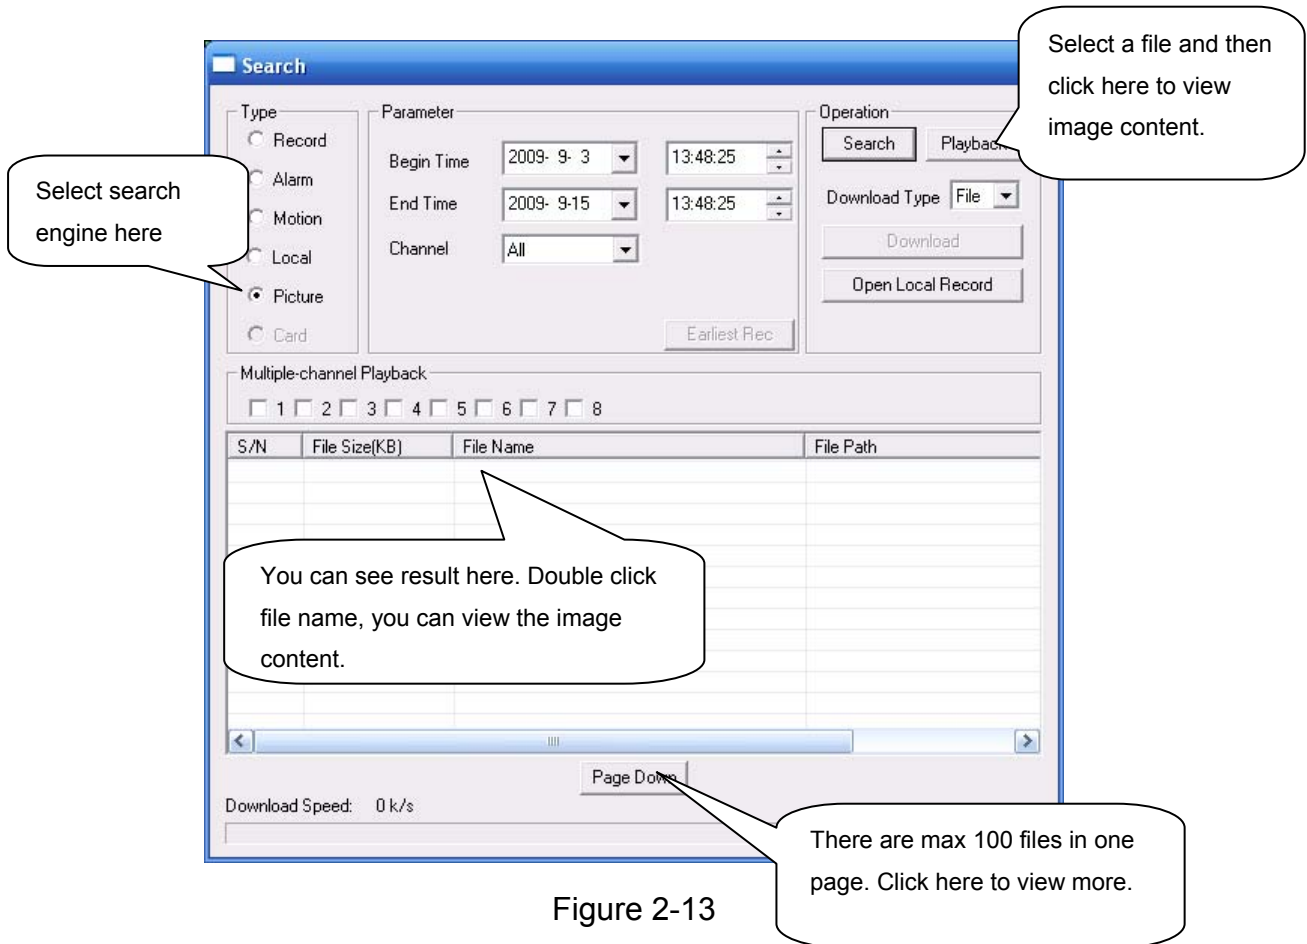 Select a file and then
click here to view
image content.
Search
Type
Record
Alarm
Motion
Local
Picture
Card
Select search
engine here
Parameter
Begin Time 2009- 9- 3 13:48:25
End Time 2009- 9-15 13:48:25
Channel All
Earliest Rec
Operation
Search Playback
Download Type File
Download
Open Local Record
Multiple-channel Playback
1 2 3 4 5 6 7 8
S/N File Size(KB) File Name File Path
You can see result here. Double click
file name, you can view the image
content.
Page Down
Download Speed: 0 k/s
There are max 100 files in one
page. Click here to view more.
Figure 2-13